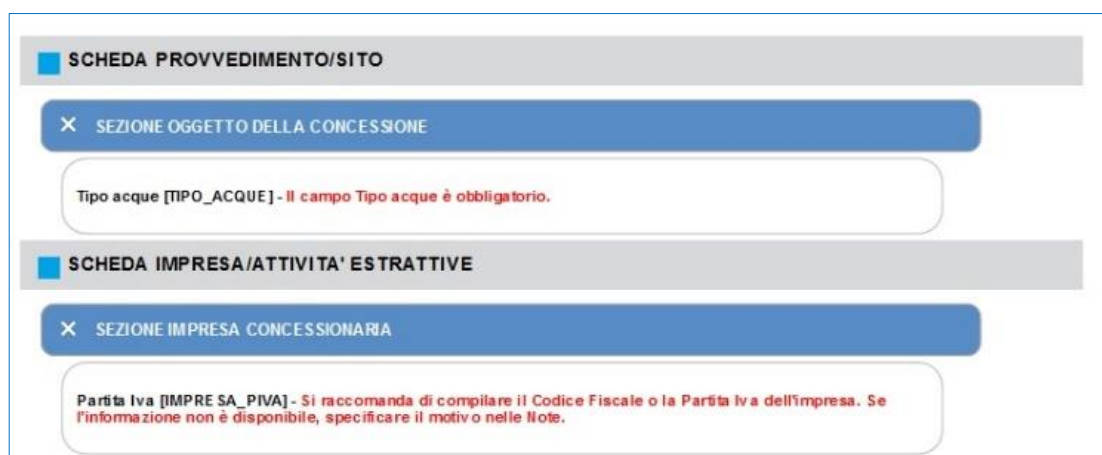 SCHEDA PROVVEDIMENTO/SITO
× SEZIONE OGGETTO DELLA CONCESSIONE
Tipo acque [TIPO_ACQUE] - Il campo Tipo acque è obbligatorio.
SCHEDA IMPRESA/ATTIVITA' ESTRATTIVE
× SEZIONE IMPRESA CONCESSIONARIA
Partita Iva [IMPRESA_PIVA] - Si raccomanda di compilare il Codice Fiscale o la Partita Iva dell'impresa. Se
l'informazione non è disponibile, specificare il motivo nelle Note.